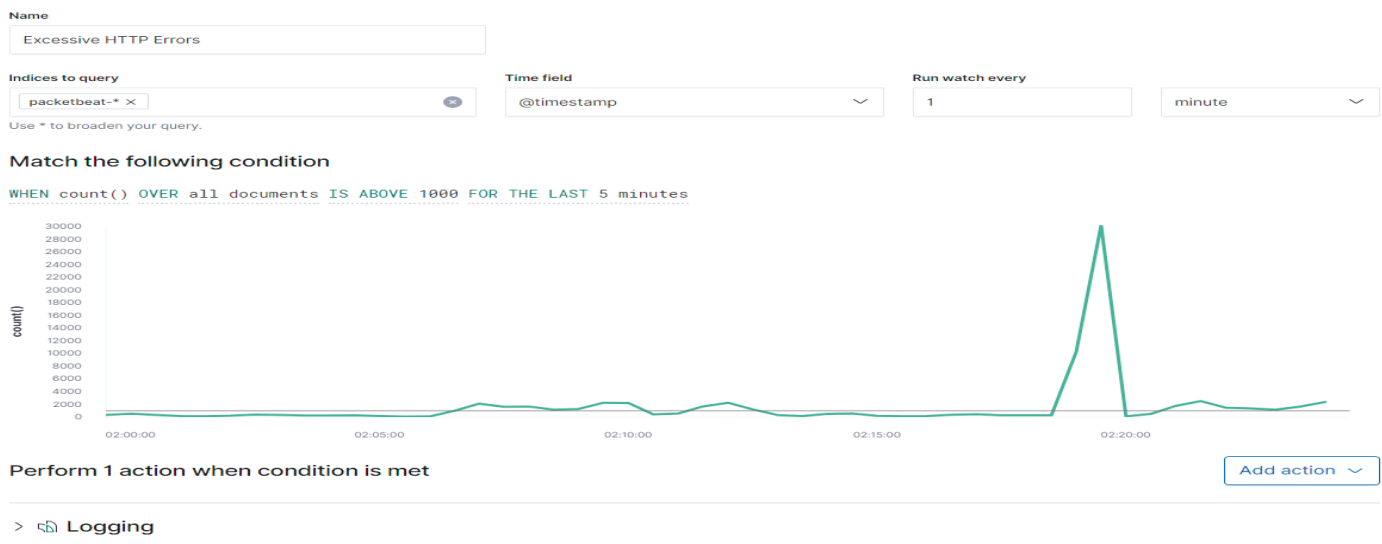 Name
Excessive HTTP Errors
Indices to query Time field Run watch every
packetbeat-* × @timestamp 1 minute
Use * to broaden your query.
Match the following condition
WHEN count() OVER all documents IS ABOVE 1000 FOR THE LAST 5 minutes
30000
28000
26000
24000
22000
20000
18000
16000
14000
12000
10000
8000
6000
4000
2000
0
count()
02:00:00 02:05:00 02:10:00 02:15:00 02:20:00
Perform 1 action when condition is met Add action
Logging